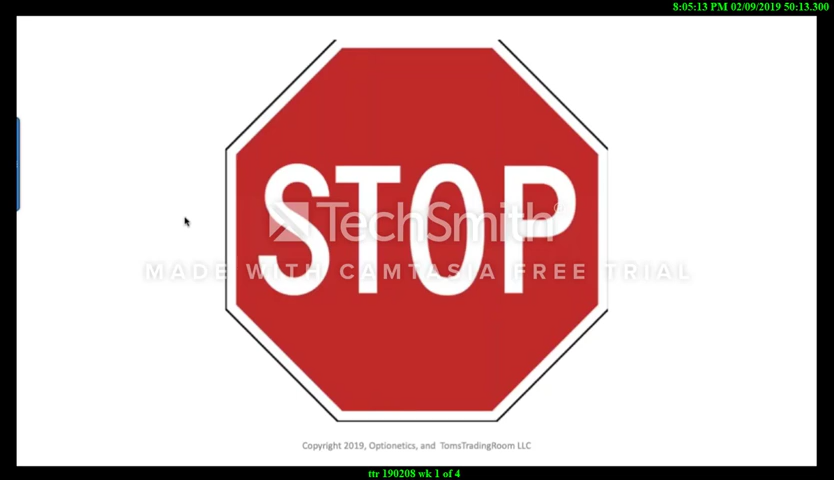 8:05:13 PM 02/09/2019 50:13.300
STOP
TechSmith®
MADE WITH CAMTASIA FREE TRIAL
Copyright 2019, Optionetics, and TomsTradingRoom LLC
ttr 190208 wk 1 of 4